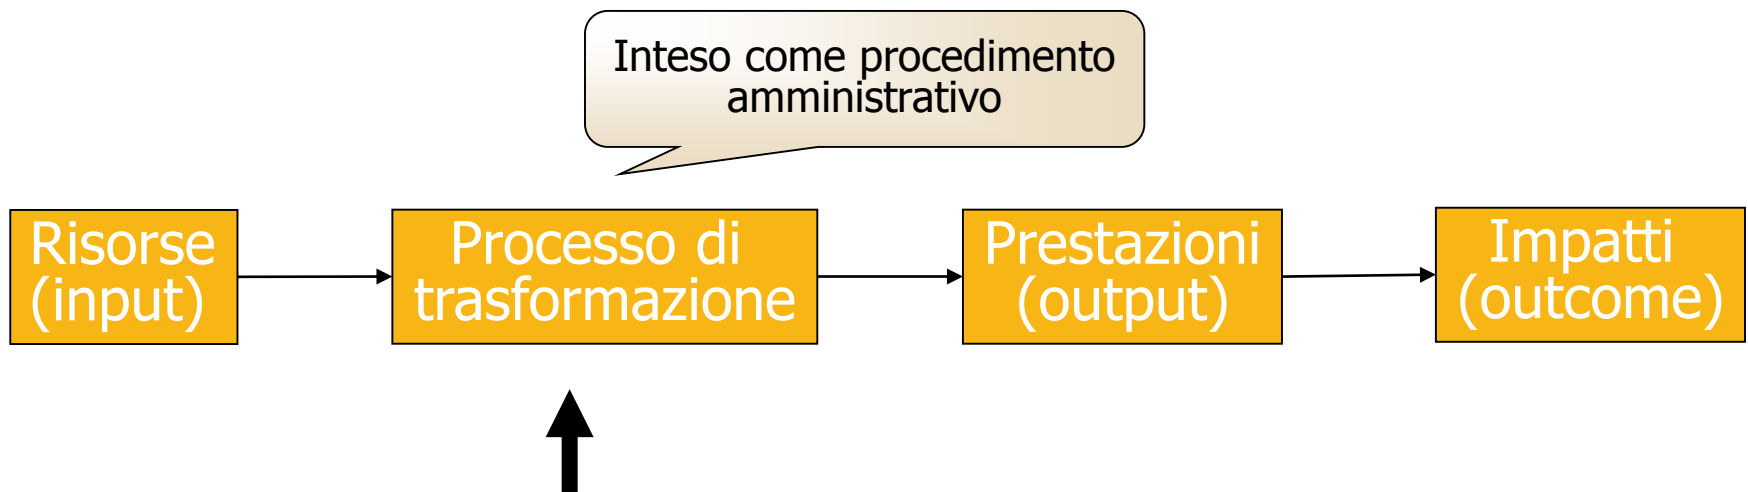 Inteso come procedimento
amministrativo
Risorse
(input)
Processo di
trasformazione
Prestazioni
(output)
Impatti
(outcome)